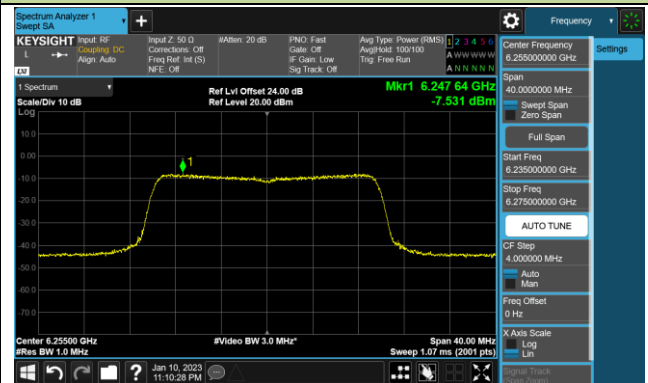 Spectrum Analyzer 1
Swept SA
+
Frequency
KEYSIGHT
L
LXI
Input: RF
Coupling: DC
Align: Auto
Input Z: 50 Ω
Corrections: Off
Freq Ref: Int (S)
NFE: Off
#Atten: 20 dB
PNO: Fast
Gate: Off
IF Gain: Low
Sig Track: Off
Avg Type: Power (RMS)
Avg|Hold: 100/100
Trig: Free Run
1 2 3 4 5 6
A W W W W W
A N N N N N
1 Spectrum
Scale/Div 10 dB
Log
Ref Lvl Offset 24.00 dB
Ref Level 20.00 dBm
Mkr1 6.247 64 GHz
-7.531 dBm
10.0
0.00
-10.0
-20.0
-30.0
-40.0
-50.0
-60.0
-70.0
1
Center 6.25500 GHz
#Res BW 1.0 MHz
#Video BW 3.0 MHz*
Span 40.00 MHz
Sweep 1.07 ms (2001 pts)
Center Frequency
6.255000000 GHz
Span
40.0000000 MHz
Swept Span
Zero Span
Full Span
Start Freq
6.235000000 GHz
Stop Freq
6.275000000 GHz
AUTO TUNE
CF Step
4.000000 MHz
Auto
Man
Freq Offset
0 Hz
X Axis Scale
Log
Lin
Signal Track
(Span Zoom)
Settings
?
Jan 10, 2023
11:10:28 PM